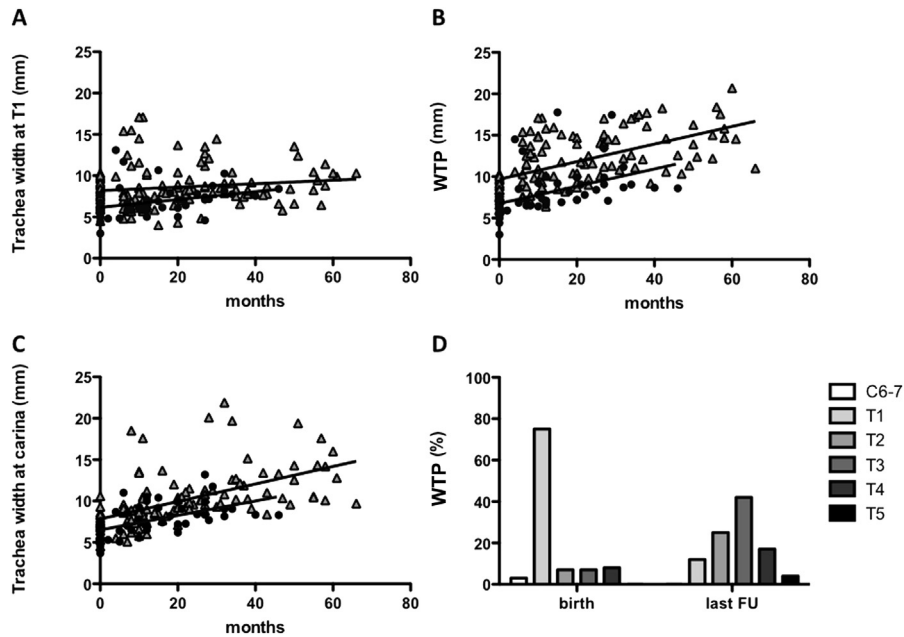 A
Trachea width at T1 (mm)
25
20
15
10
5
0
0 20 40 60 80
months
B
WTP (mm)
25
20
15
10
5
0
0 20 40 60 80
months
C
Trachea width at carina (mm)
25
20
15
10
5
0
0 20 40 60 80
months
D
WTP (%)
100
80
60
40
20
0
birth last FU
C6-7
T1
T2
T3
T4
T5